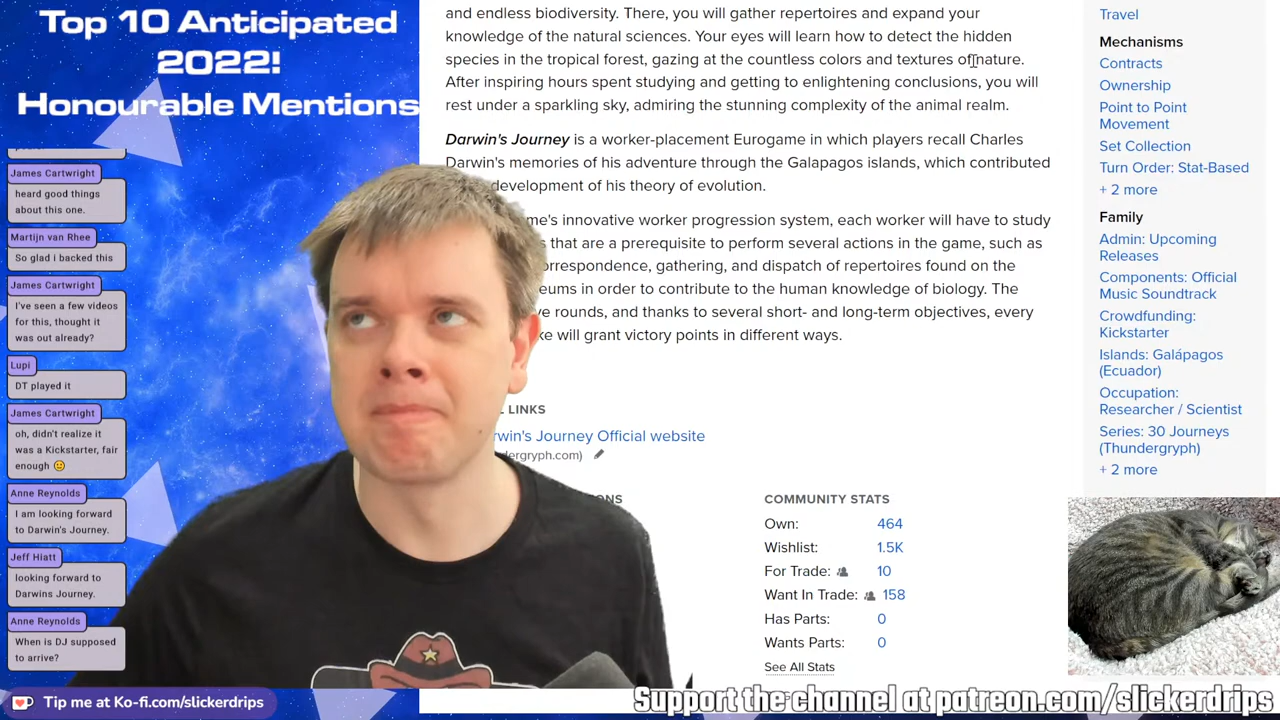 Top 10 Anticipated
2022!
Honourable Mentions
James Cartwright
heard good things
about this one.
Martijn van Rhee
So glad i backed this
James Cartwright
I've seen a few videos
for this, thought it
was out already?
Lupi
DT played it
James Cartwright
oh, didn't realize it
was a Kickstarter, fair
enough 🙂
Anne Reynolds
I am looking forward
to Darwin's Journey.
Jeff Hiatt
looking forward to
Darwins Journey.
Anne Reynolds
When is DJ supposed
to arrive?
Tip me at Ko-fi.com/slickerdrips
and endless biodiversity. There, you will gather repertoires and expand your
knowledge of the natural sciences. Your eyes will learn how to detect the hidden
species in the tropical forest, gazing at the countless colors and textures of nature.
After inspiring hours spent studying and getting to enlightening conclusions, you will
rest under a sparkling sky, admiring the stunning complexity of the animal realm.
Darwin's Journey is a worker-placement Eurogame in which players recall Charles
Darwin's memories of his adventure through the Galapagos islands, which contributed
development of his theory of evolution.
me's innovative worker progression system, each worker will have to study
that are a prerequisite to perform several actions in the game, such as
orrespondence, gathering, and dispatch of repertoires found on the
eums in order to contribute to the human knowledge of biology. The
ve rounds, and thanks to several short- and long-term objectives, every
ke will grant victory points in different ways.
LINKS
rwin's Journey Official website
dergryph.com)
COMMUNITY STATS
Own: 464
Wishlist: 1.5K
For Trade: 10
Want In Trade: 158
Has Parts: 0
Wants Parts: 0
See All Stats
Travel
Mechanisms
Contracts
Ownership
Point to Point
Movement
Set Collection
Turn Order: Stat-Based
+ 2 more
Family
Admin: Upcoming
Releases
Components: Official
Music Soundtrack
Crowdfunding:
Kickstarter
Islands: Galápagos
(Ecuador)
Occupation:
Researcher / Scientist
Series: 30 Journeys
(Thundergryph)
+ 2 more
Support the channel at patreon.com/slickerdrips